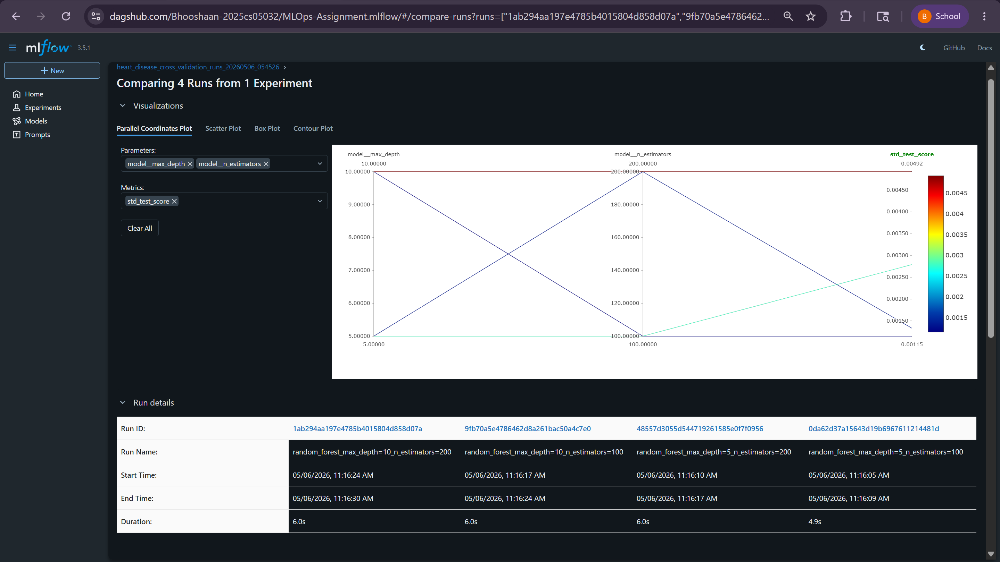 dagshub.com/Bhooshaan-2025cs05032/MLOps-Assignment.mlflow/#/compare-runs?runs=["1ab294aa197e4785b4015804d858d07a","9fb70a5e4786462...
B School
mlflow 3.5.1
GitHub Docs
+ New
Home
Experiments
Models
Prompts
heart_disease_cross_validation_runs_20260506_054526 >
Comparing 4 Runs from 1 Experiment
Visualizations
Parallel Coordinates Plot Scatter Plot Box Plot Contour Plot
Parameters:
model__max_depth model__n_estimators
Metrics:
std_test_score
Clear All
model__max_depth model__n_estimators std_test_score
10.00000 200.00000 0.00492
10.00000
9.00000
8.00000
7.00000
6.00000
5.00000
5.00000
200.00000
180.00000
160.00000
140.00000
120.00000
100.00000
100.00000
0.00450
0.00400
0.00350
0.00300
0.00250
0.00200
0.00150
0.00115
0.0045
0.004
0.0035
0.003
0.0025
0.002
0.0015
Run details
Run ID: 1ab294aa197e4785b4015804d858d07a 9fb70a5e4786462d8a261bac50a4c7e0 48557d3055d544719261585e0f7f0956 0da62d37a15643d19b6967611214481d
Run Name: random_forest_max_depth=10_n_estimators=200 random_forest_max_depth=10_n_estimators=100 random_forest_max_depth=5_n_estimators=200 random_forest_max_depth=5_n_estimators=100
Start Time: 05/06/2026, 11:16:24 AM 05/06/2026, 11:16:17 AM 05/06/2026, 11:16:10 AM 05/06/2026, 11:16:05 AM
End Time: 05/06/2026, 11:16:30 AM 05/06/2026, 11:16:24 AM 05/06/2026, 11:16:17 AM 05/06/2026, 11:16:09 AM
Duration: 6.0s 6.0s 6.0s 4.9s